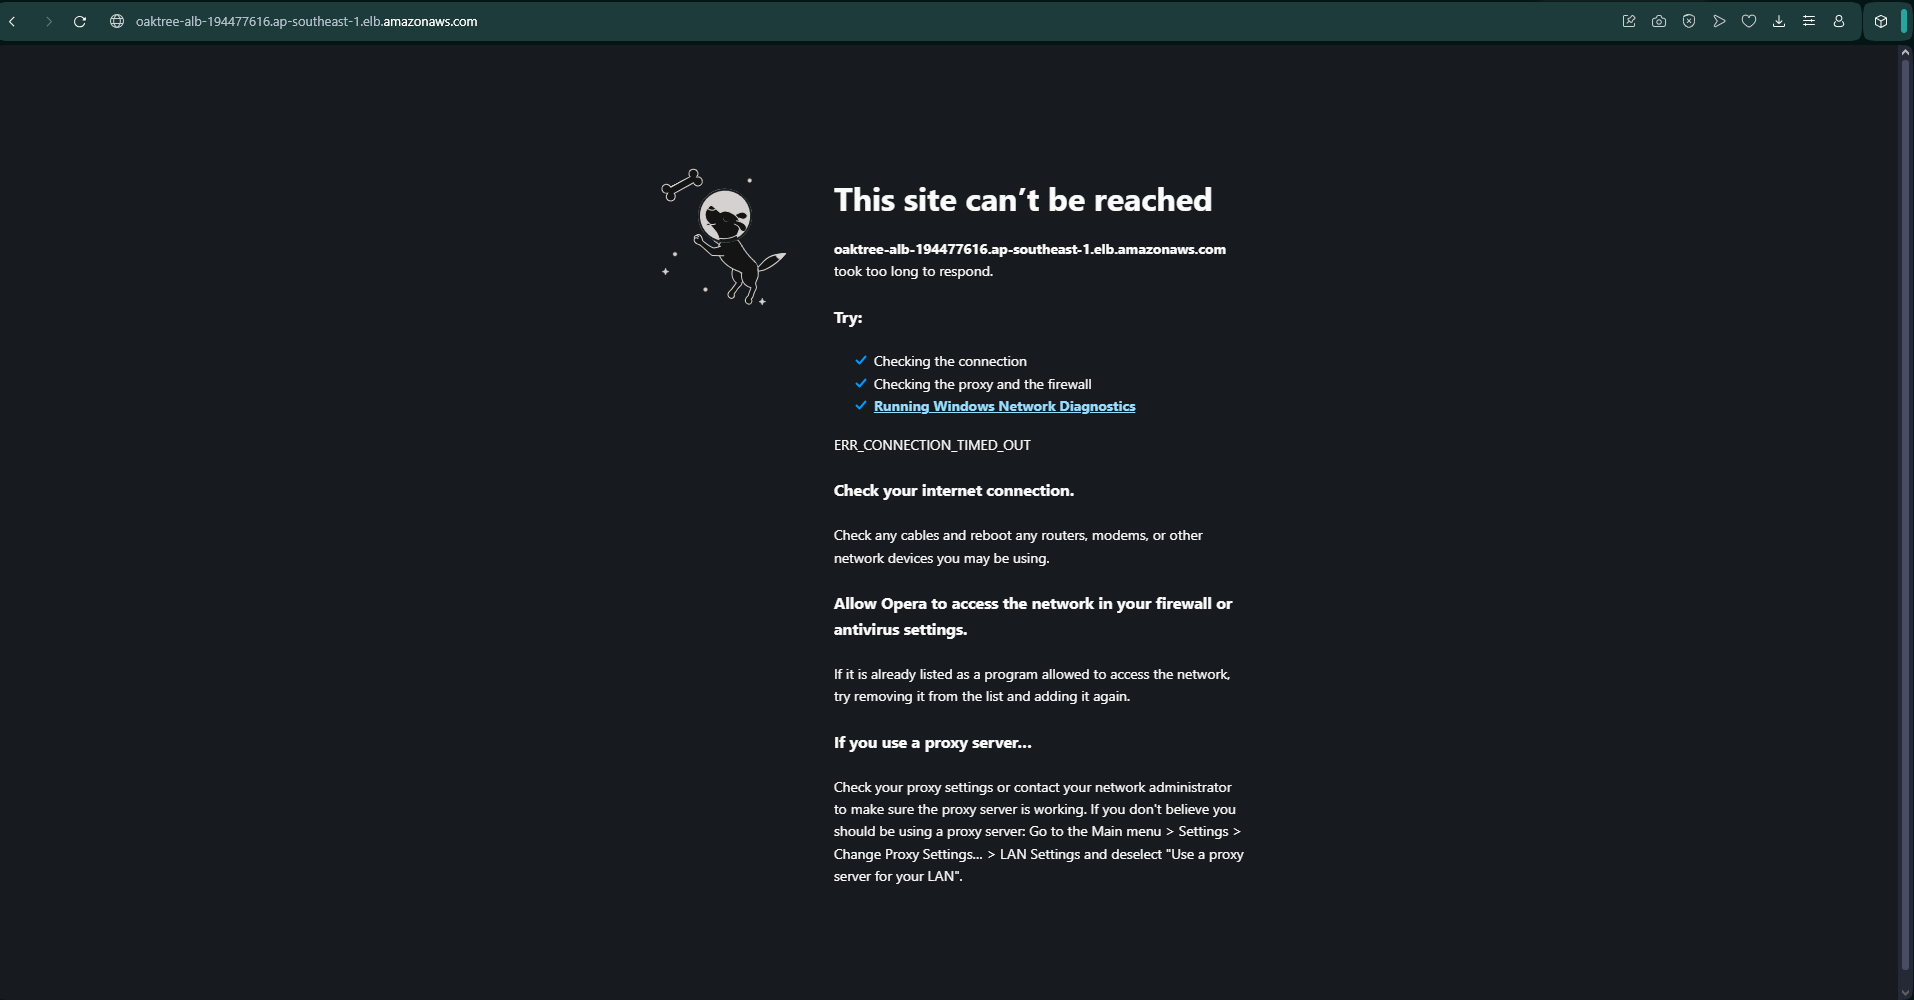 oaktree-alb-194477616.ap-southeast-1.elb.amazonaws.com
This site can’t be reached
oaktree-alb-194477616.ap-southeast-1.elb.amazonaws.com
took too long to respond.
Try:
Checking the connection
Checking the proxy and the firewall
Running Windows Network Diagnostics
ERR_CONNECTION_TIMED_OUT
Check your internet connection.
Check any cables and reboot any routers, modems, or other
network devices you may be using.
Allow Opera to access the network in your firewall or
antivirus settings.
If it is already listed as a program allowed to access the network,
try removing it from the list and adding it again.
If you use a proxy server...
Check your proxy settings or contact your network administrator
to make sure the proxy server is working. If you don't believe you
should be using a proxy server: Go to the Main menu > Settings >
Change Proxy Settings... > LAN Settings and deselect "Use a proxy
server for your LAN".